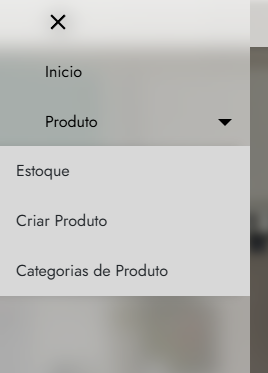 Inicio
Produto
Estoque
Criar Produto
Categorias de Produto